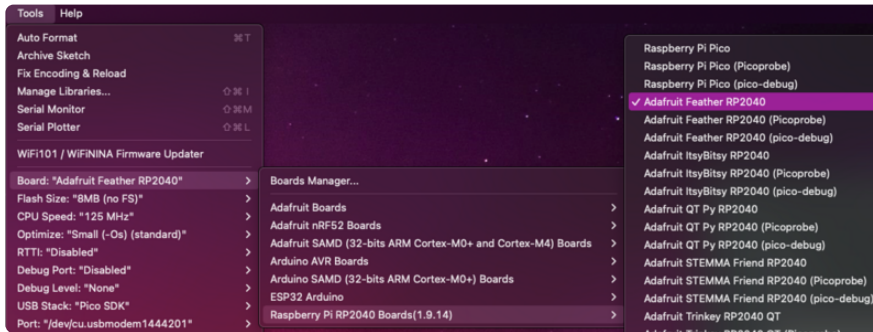 Tools Help
Auto Format ⌘T
Archive Sketch
Fix Encoding & Reload
Manage Libraries... ⇧⌘I
Serial Monitor ⇧⌘M
Serial Plotter ⇧⌘L
WiFi101 / WiFiNINA Firmware Updater
Board: "Adafruit Feather RP2040" >
Flash Size: "8MB (no FS)" >
CPU Speed: "125 MHz" >
Optimize: "Small (-Os) (standard)" >
RTTI: "Disabled" >
Debug Port: "Disabled" >
Debug Level: "None" >
USB Stack: "Pico SDK" >
Port: "/dev/cu.usbmodem1444201" >
Boards Manager...
Adafruit Boards >
Adafruit nRF52 Boards >
Adafruit SAMD (32-bits ARM Cortex-M0+ and Cortex-M4) Boards >
Arduino AVR Boards >
Arduino SAMD (32-bits ARM Cortex-M0+) Boards >
ESP32 Arduino >
Raspberry Pi RP2040 Boards(1.9.14) >
Raspberry Pi Pico
Raspberry Pi Pico (Picoprobe)
Raspberry Pi Pico (pico-debug)
✓ Adafruit Feather RP2040
Adafruit Feather RP2040 (Picoprobe)
Adafruit Feather RP2040 (pico-debug)
Adafruit ItsyBitsy RP2040
Adafruit ItsyBitsy RP2040 (Picoprobe)
Adafruit ItsyBitsy RP2040 (pico-debug)
Adafruit QT Py RP2040
Adafruit QT Py RP2040 (Picoprobe)
Adafruit QT Py RP2040 (pico-debug)
Adafruit STEMMA Friend RP2040
Adafruit STEMMA Friend RP2040 (Picoprobe)
Adafruit STEMMA Friend RP2040 (pico-debug)
Adafruit Trinkey RP2040 QT